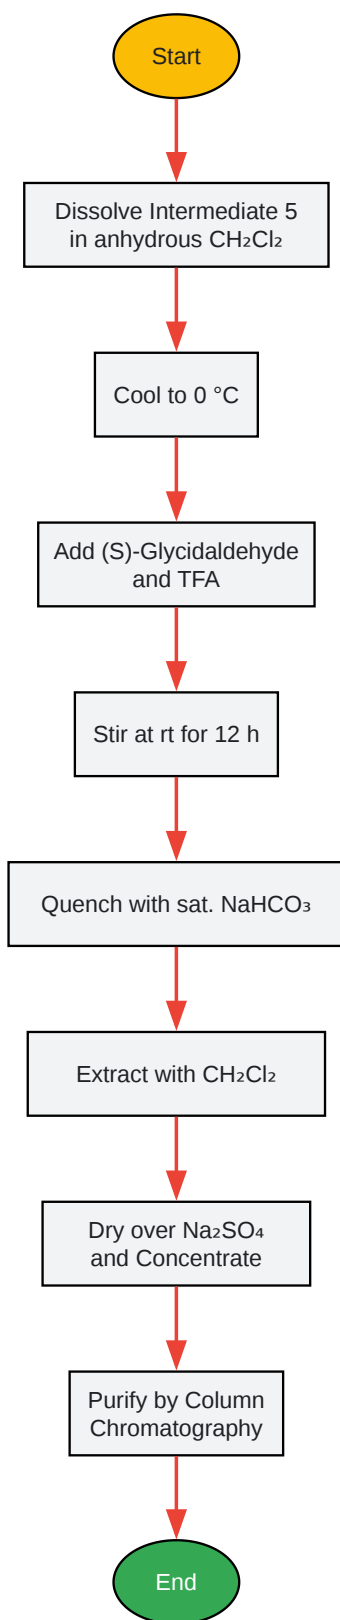 Start
Dissolve Intermediate 5
in anhydrous CH₂Cl₂
Cool to 0 °C
Add (S)-Glycidaldehyde
and TFA
Stir at rt for 12 h
Quench with sat. NaHCO₃
Extract with CH₂Cl₂
Dry over Na₂SO₄
and Concentrate
Purify by Column
Chromatography
End